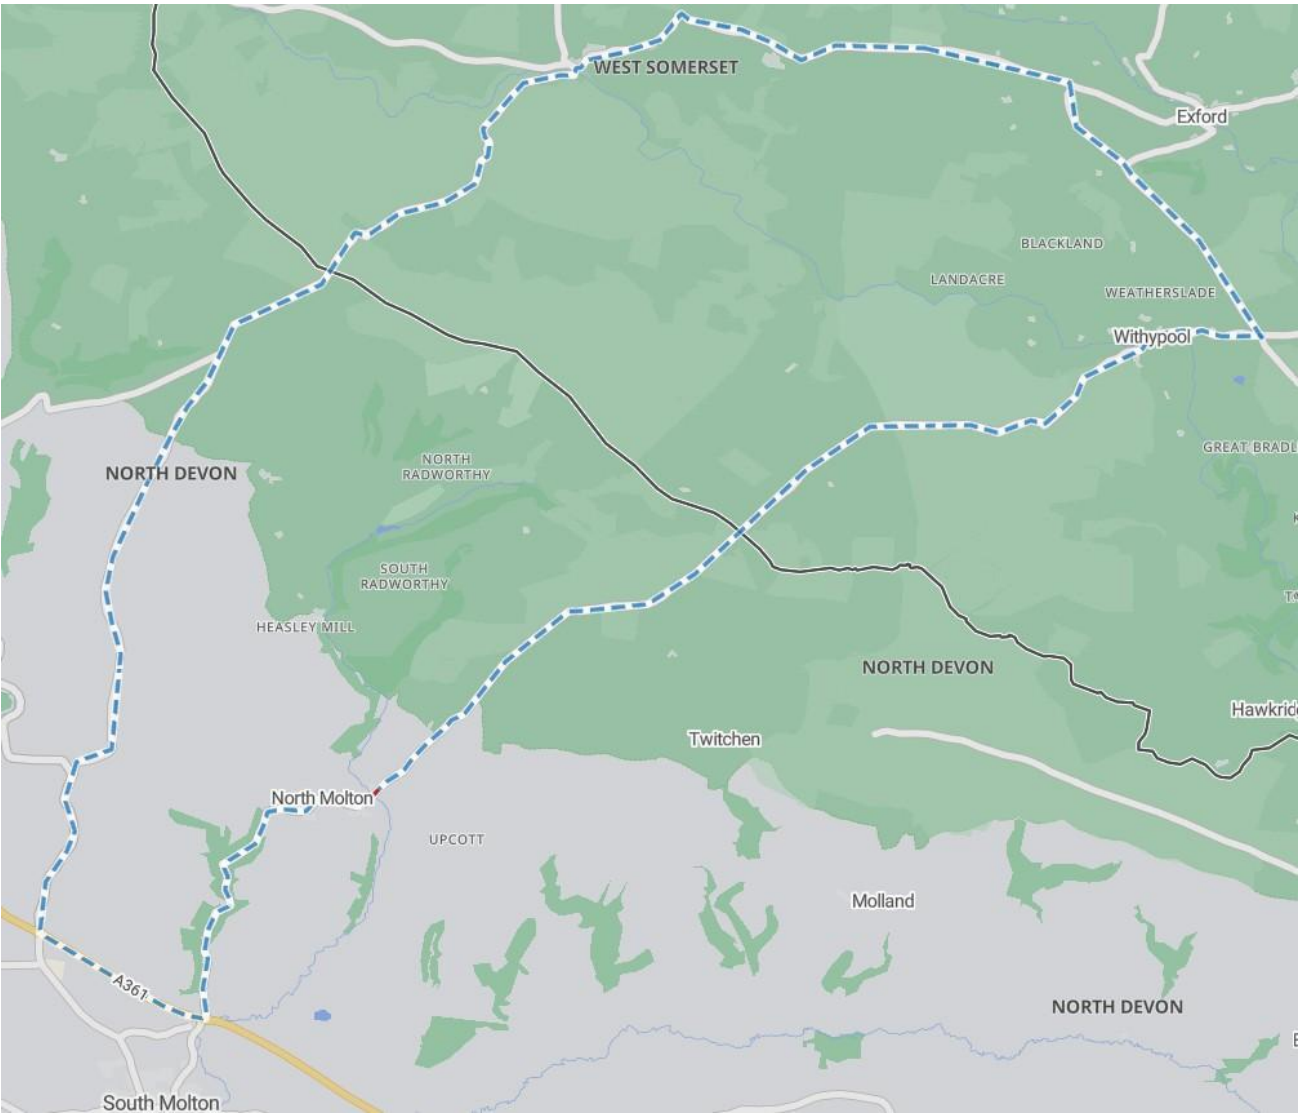 WEST SOMERSET
Exford
BLACKLAND
LANDACRE
WEATHERSLADE
Withypool
GREAT BRADL
NORTH
RADWORTHY
NORTH DEVON
SOUTH
RADWORTHY
HEASLEY MILL
NORTH DEVON
Hawkrid
Twitchen
North Molton
UPCOTT
Molland
A361
NORTH DEVON
South Molton